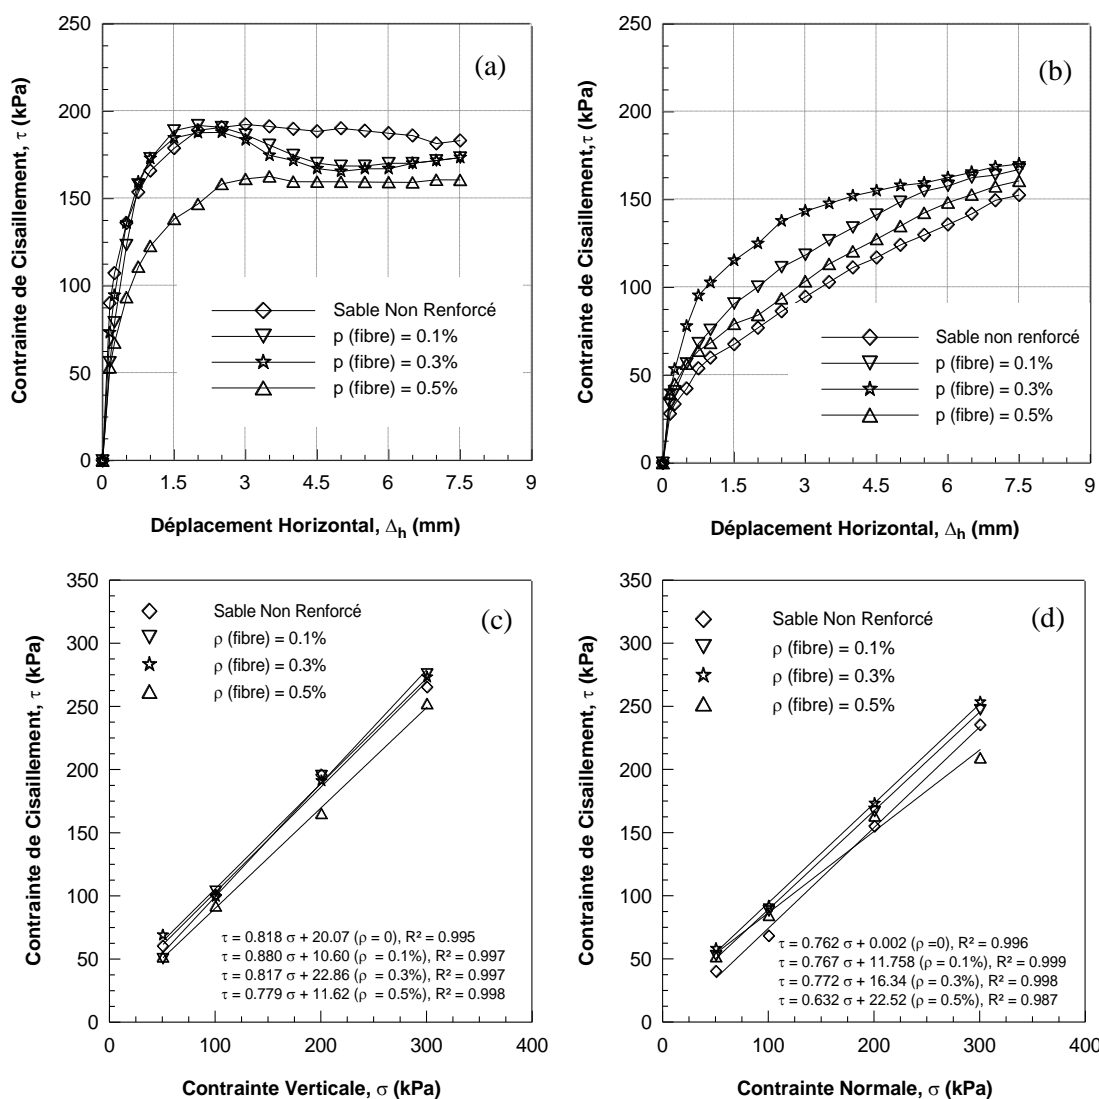 250
200
150
100
50
0
Contrainte de Cisaillement, τ (kPa)
(a)
Sable Non Renforcé
p (fibre) = 0.1%
p (fibre) = 0.3%
p (fibre) = 0.5%
0 1.5 3 4.5 6 7.5 9
Déplacement Horizontal, Δh (mm)
250
200
150
100
50
0
Contrainte de Cisaillement,τ (kPa)
(b)
Sable non renforcé
p (fibre) = 0.1%
p (fibre) = 0.3%
p (fibre) = 0.5%
0 1.5 3 4.5 6 7.5 9
Déplacement Horizontal, Δh (mm)
350
300
250
200
150
100
50
0
Contrainte de Cisaillement, τ (kPa)
(c)
Sable Non Renforcé
ρ (fibre) = 0.1%
ρ (fibre) = 0.3%
ρ (fibre) = 0.5%
τ = 0.818 σ + 20.07 (ρ = 0), R² = 0.995
τ = 0.880 σ + 10.60 (ρ = 0.1%), R² = 0.997
τ = 0.817 σ + 22.86 (ρ = 0.3%), R² = 0.997
τ = 0.779 σ + 11.62 (ρ = 0.5%), R² = 0.998
0 100 200 300 400
Contrainte Verticale, σ (kPa)
350
300
250
200
150
100
50
0
Contrainte de Cisaillement, τ (kPa)
(d)
Sable Non Renforcé
ρ (fibre) = 0.1%
ρ (fibre) = 0.3%
ρ (fibre) = 0.5%
τ = 0.762 σ + 0.002 (ρ =0), R² = 0.996
τ = 0.767 σ + 11.758 (ρ = 0.1%), R² = 0.999
τ = 0.772 σ + 16.34 (ρ = 0.3%), R² = 0.998
τ = 0.632 σ + 22.52 (ρ = 0.5%), R² = 0.987
0 100 200 300 400
Contrainte Normale, σ (kPa)